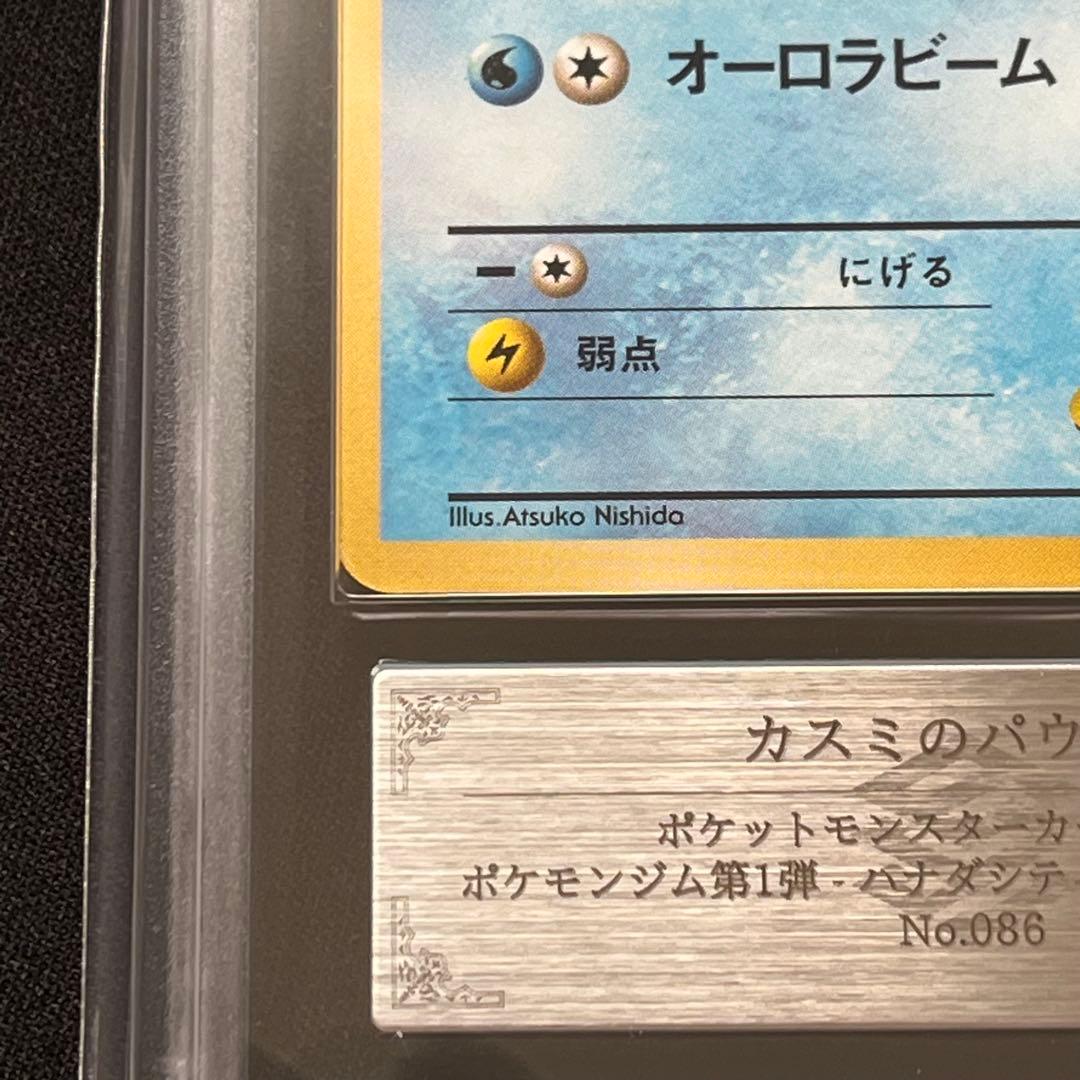 オーロラビーム
にげる
弱点
Illus. Atsuko Nishida
カスミのパウ
ポケットモンスターカ
ポケモンジム第1弾 - ハナダシテ
No.086